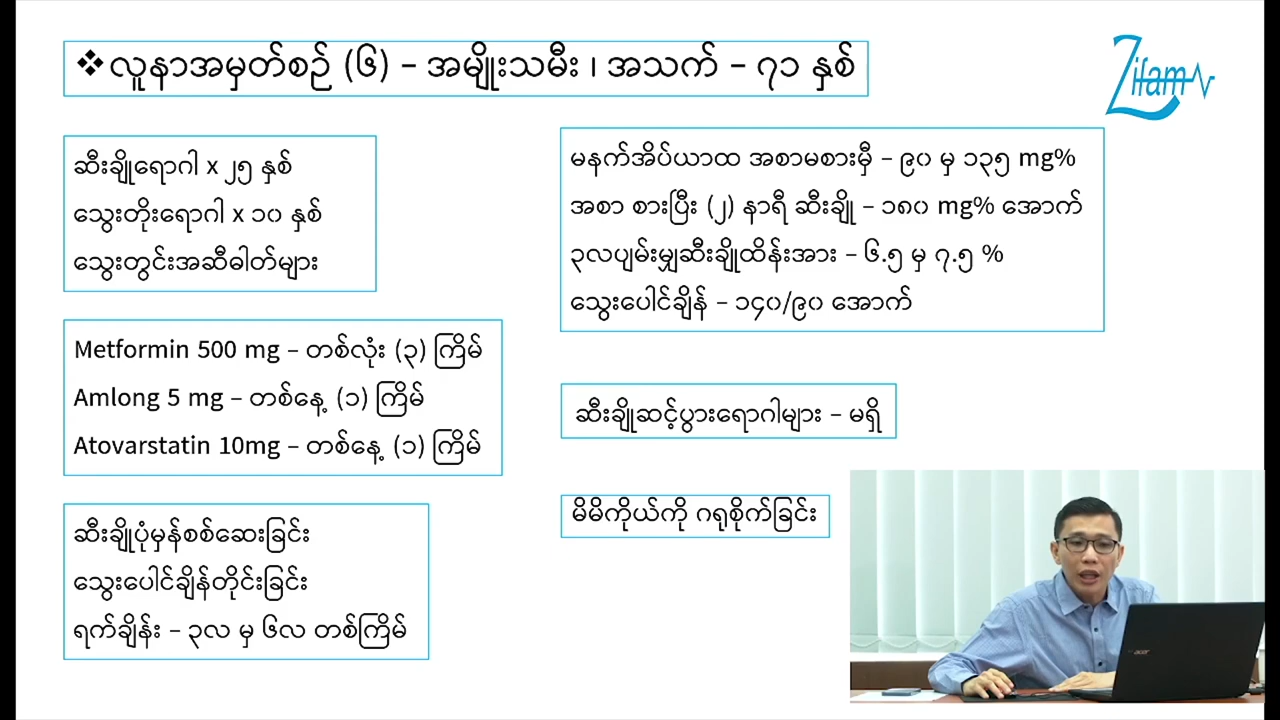 ❖လူနာအမှတ်စဉ် (၆) – အမျိုးသမီး ၊ အသက် – ၇၁ နှစ်
Zifam
ဆီးချိုရောဂါ x ၂၅ နှစ်
သွေးတိုးရောဂါ x ၁၀ နှစ်
သွေးတွင်းအဆီဓါတ်များ
Metformin 500 mg – တစ်လုံး (၃) ကြိမ်
Amlong 5 mg – တစ်နေ့ (၁) ကြိမ်
Atovarstatin 10mg – တစ်နေ့ (၁) ကြိမ်
ဆီးချိုပုံမှန်စစ်ဆေးခြင်း
သွေးပေါင်ချိန်တိုင်းခြင်း
ရက်ချိန်း – ၃လ မှ ၆လ တစ်ကြိမ်
မနက်အိပ်ယာထ အစာမစားမှီ – ၉၀ မှ ၁၃၅ mg%
အစာ စားပြီး (၂) နာရီ ဆီးချို – ၁၈၀ mg% အောက်
၃လပျမ်းမျှဆီးချိုထိန်းအား – ၆.၅ မှ ၇.၅ %
သွေးပေါင်ချိန် – ၁၄၀/၉၀ အောက်
ဆီးချိုဆင့်ပွားရောဂါများ – မရှိ
မိမိကိုယ်ကို ဂရုစိုက်ခြင်း
acer